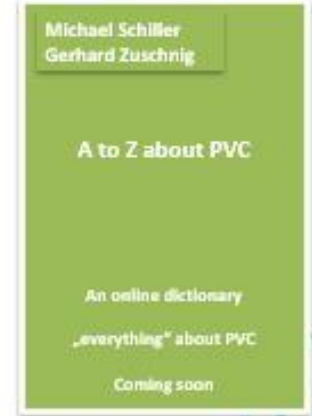 Michael Schiller
Gerhard Zuschnig
A to Z about PVC
An online dictionary
„everything“ about PVC
Coming soon